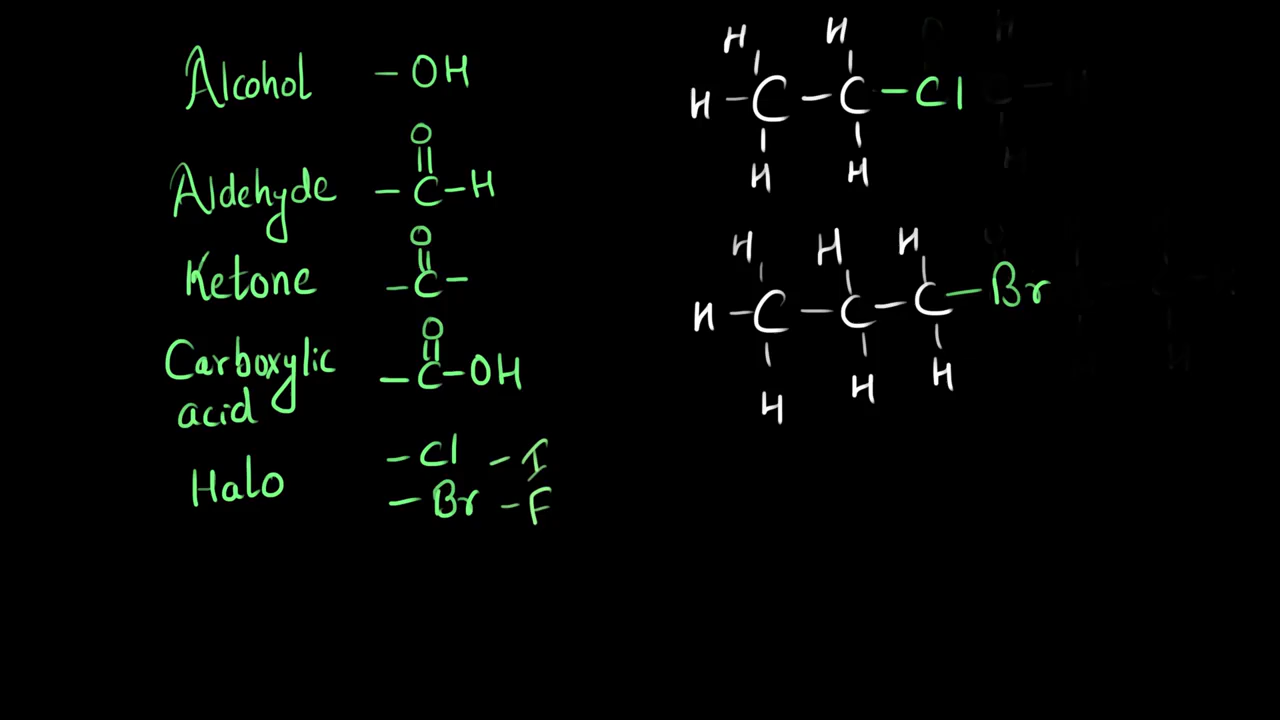 Alcohol - OH
O
Aldehyde - C - H
O
Ketone - C -
O
Carboxylic acid - C - OH
Halo - Cl - I
- Br - F
H H
H - C - C - Cl
H H
H H H
H - C - C - C - Br
H H H